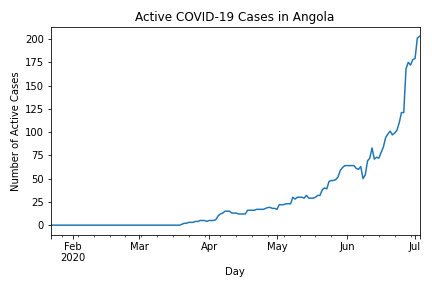 Active COVID-19 Cases in Angola
Number of Active Cases
200
175
150
125
100
75
50
25
0
Feb Mar Apr May Jun Jul
2020
Day